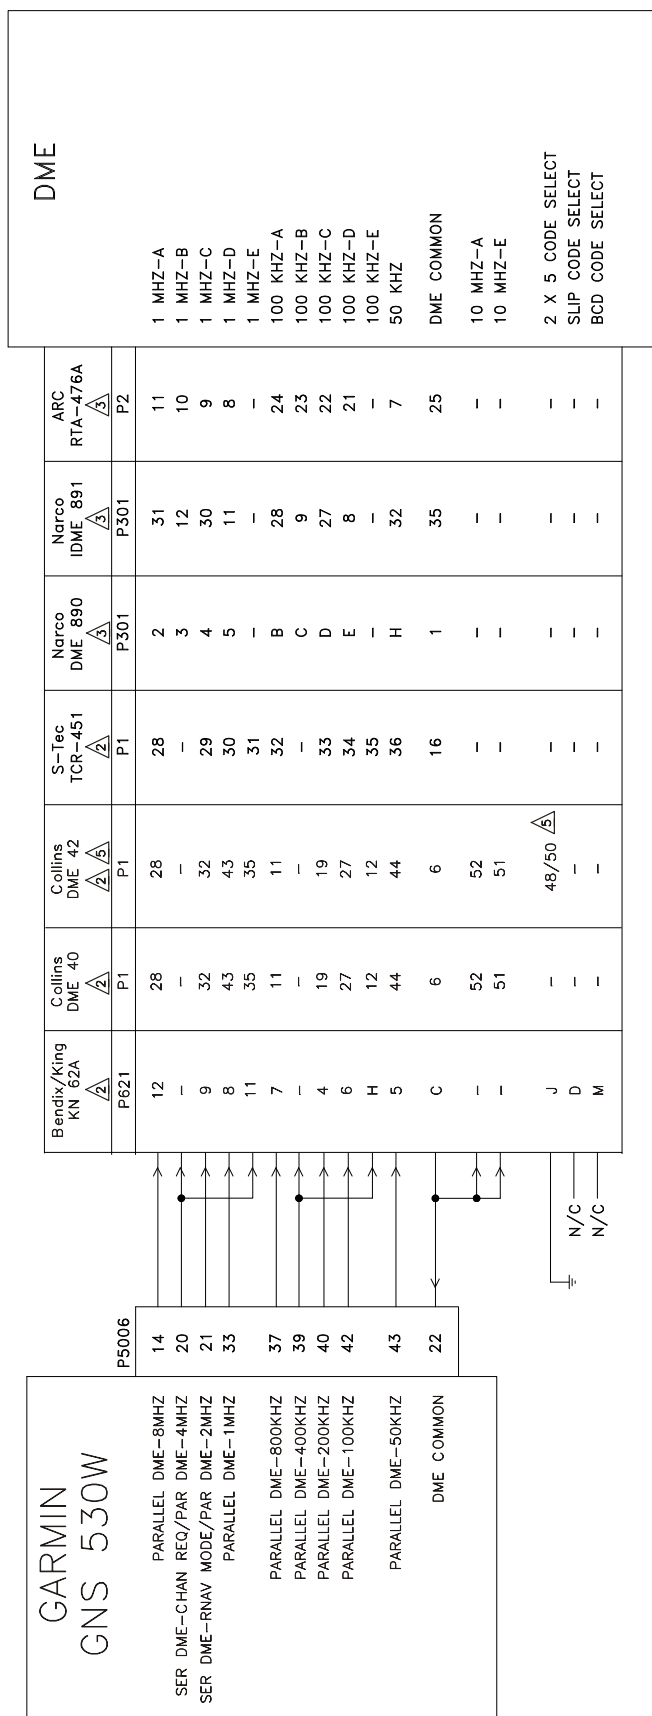 GARMIN
GNS 530W
P5006
PARALLEL DME-8MHZ 14
SER DME-CHAN REQ/PAR DME-4MHZ 20
SER DME-RNAV MODE/PAR DME-2MHZ 21
PARALLEL DME-1MHZ 33
PARALLEL DME-800KHZ 37
PARALLEL DME-400KHZ 39
PARALLEL DME-200KHZ 40
PARALLEL DME-100KHZ 42
PARALLEL DME-50KHZ 43
DME COMMON 22
N/C
N/C
Bendix/King Collins Collins S-Tec Narco Narco ARC
KN 62A DME 40 DME 42 TCR-451 DME 890 IDME 891 RTA-476A
2 2 2 5 2 3 3 3
P621 P1 P1 P1 P301 P301 P2
DME
12 28 28 28 2 31 11 1 MHZ-A
- - - - 3 12 10 1 MHZ-B
9 32 32 29 4 30 9 1 MHZ-C
8 43 43 30 5 11 8 1 MHZ-D
11 35 35 31 - - - 1 MHZ-E
7 11 11 32 B 28 24 100 KHZ-A
- - - - C 9 23 100 KHZ-B
4 19 19 33 D 27 22 100 KHZ-C
6 27 27 34 E 8 21 100 KHZ-D
H 12 12 35 - - - 100 KHZ-E
5 44 44 36 H 32 7 50 KHZ
C 6 6 16 1 35 25 DME COMMON
- 52 52 - - - - 10 MHZ-A
- 51 51 - - - - 10 MHZ-E
J - 48/50 5 - - - - 2 X 5 CODE SELECT
D - - - - - - SLIP CODE SELECT
M - - - - - - BCD CODE SELECT